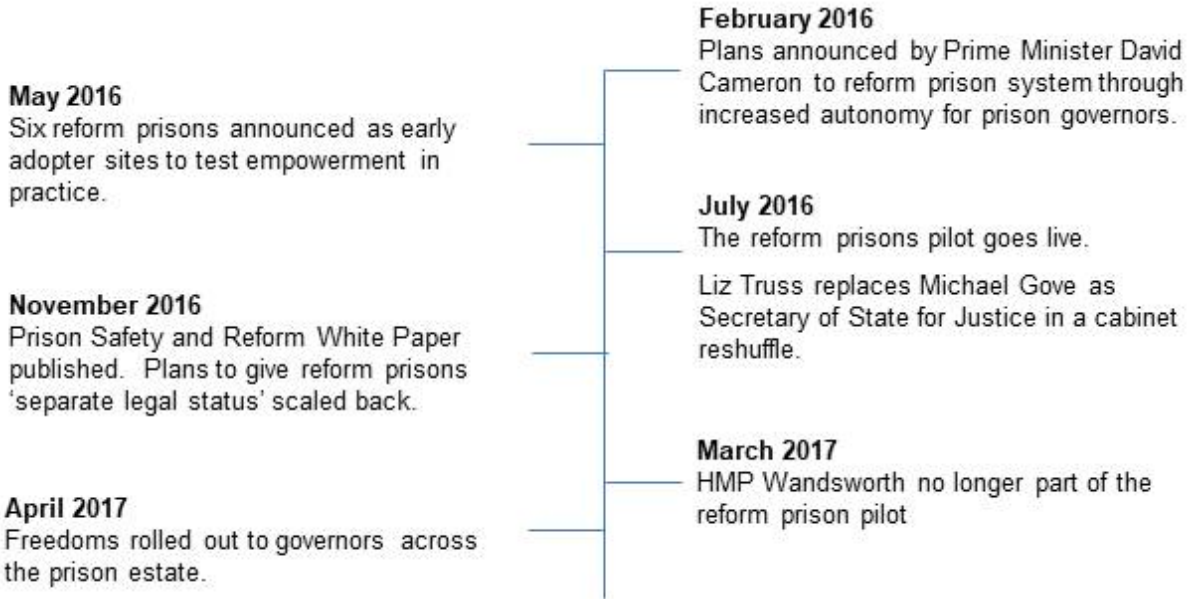 February 2016
Plans announced by Prime Minister David
Cameron to reform prison system through
increased autonomy for prison governors.
May 2016
Six reform prisons announced as early
adopter sites to test empowerment in
practice.
July 2016
The reform prisons pilot goes live.
Liz Truss replaces Michael Gove as
Secretary of State for Justice in a cabinet
reshuffle.
November 2016
Prison Safety and Reform White Paper
published. Plans to give reform prisons
‘separate legal status’ scaled back.
March 2017
HMP Wandsworth no longer part of the
reform prison pilot
April 2017
Freedoms rolled out to governors across
the prison estate.